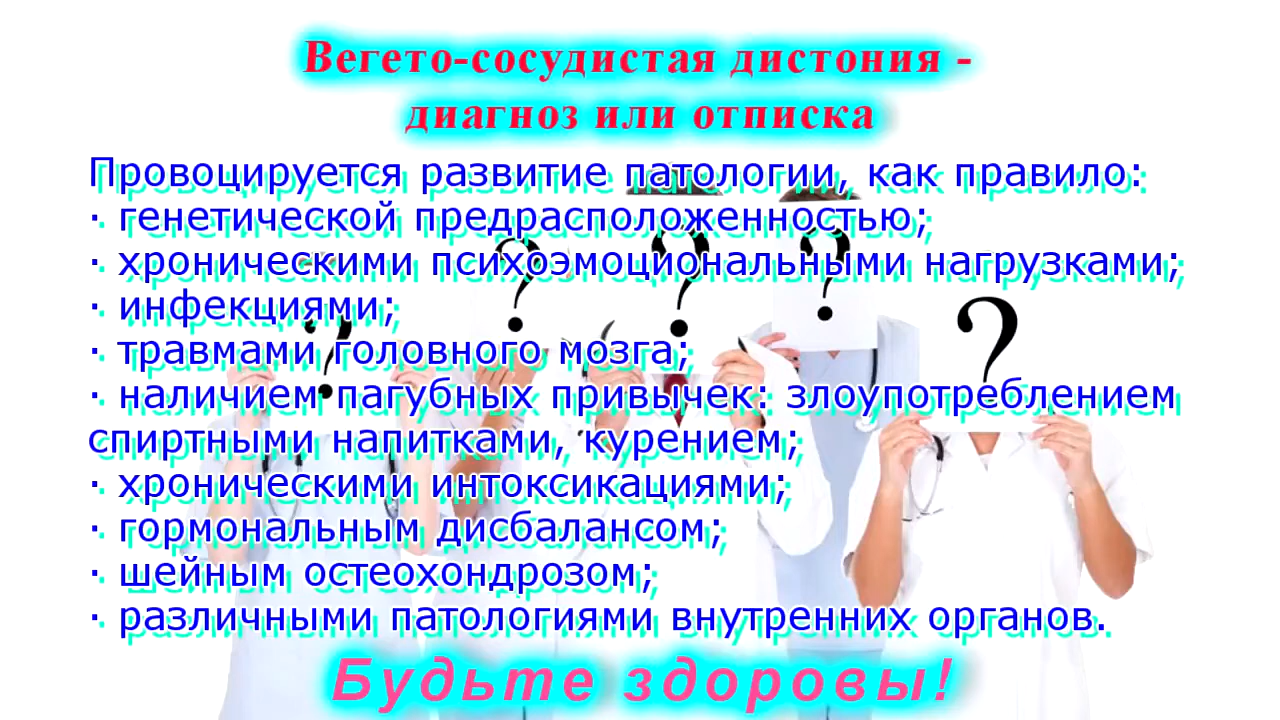 Вегето-сосудистая дистония -
диагноз или отписка
Провоцируется развитие патологии, как правило:
· генетической предрасположенностью;
· хроническими психоэмоциональными нагрузками;
· инфекциями;
· травмами головного мозга;
· наличием пагубных привычек: злоупотреблением
спиртными напитками, курением;
· хроническими интоксикациями;
· гормональным дисбалансом;
· шейным остеохондрозом;
· различными патологиями внутренних органов.
? ? ? ? ?
Будьте здоровы!